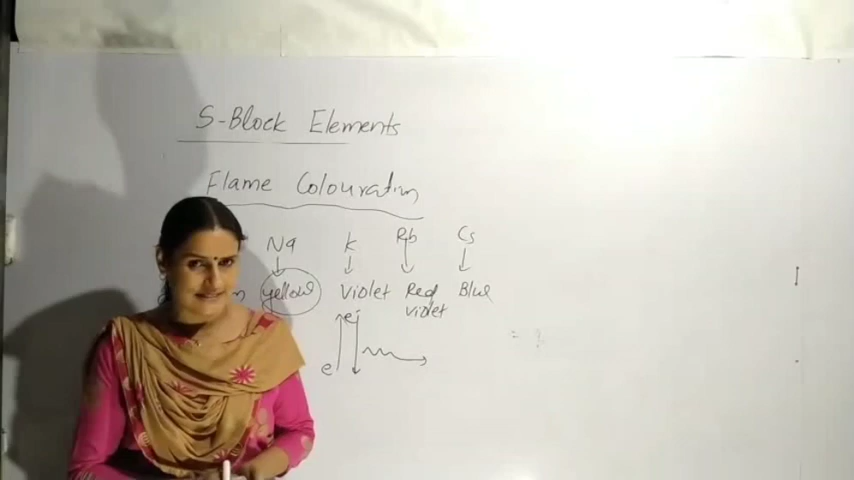 S-Block Elements
Flame Colouration
Na K Rb Cs
yellow Violet Red Violet Blue
e
e